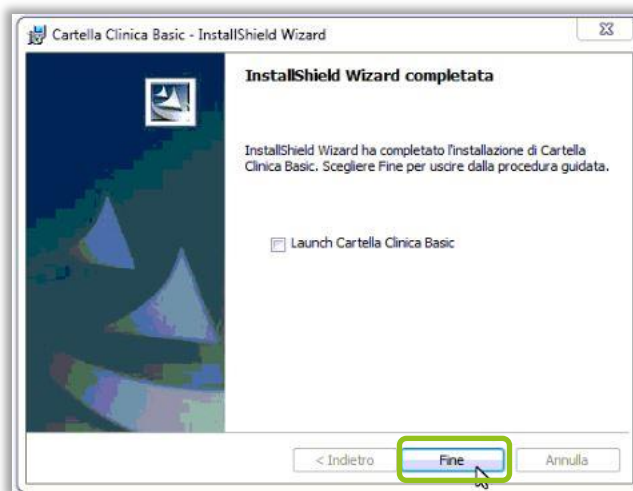 Cartella Clinica Basic - InstallShield Wizard
InstallShield Wizard completata
InstallShield Wizard ha completato l'installazione di Cartella
Clinica Basic. Scegliere Fine per uscire dalla procedura guidata.
Launch Cartella Clinica Basic
< Indietro
Fine
Annulla